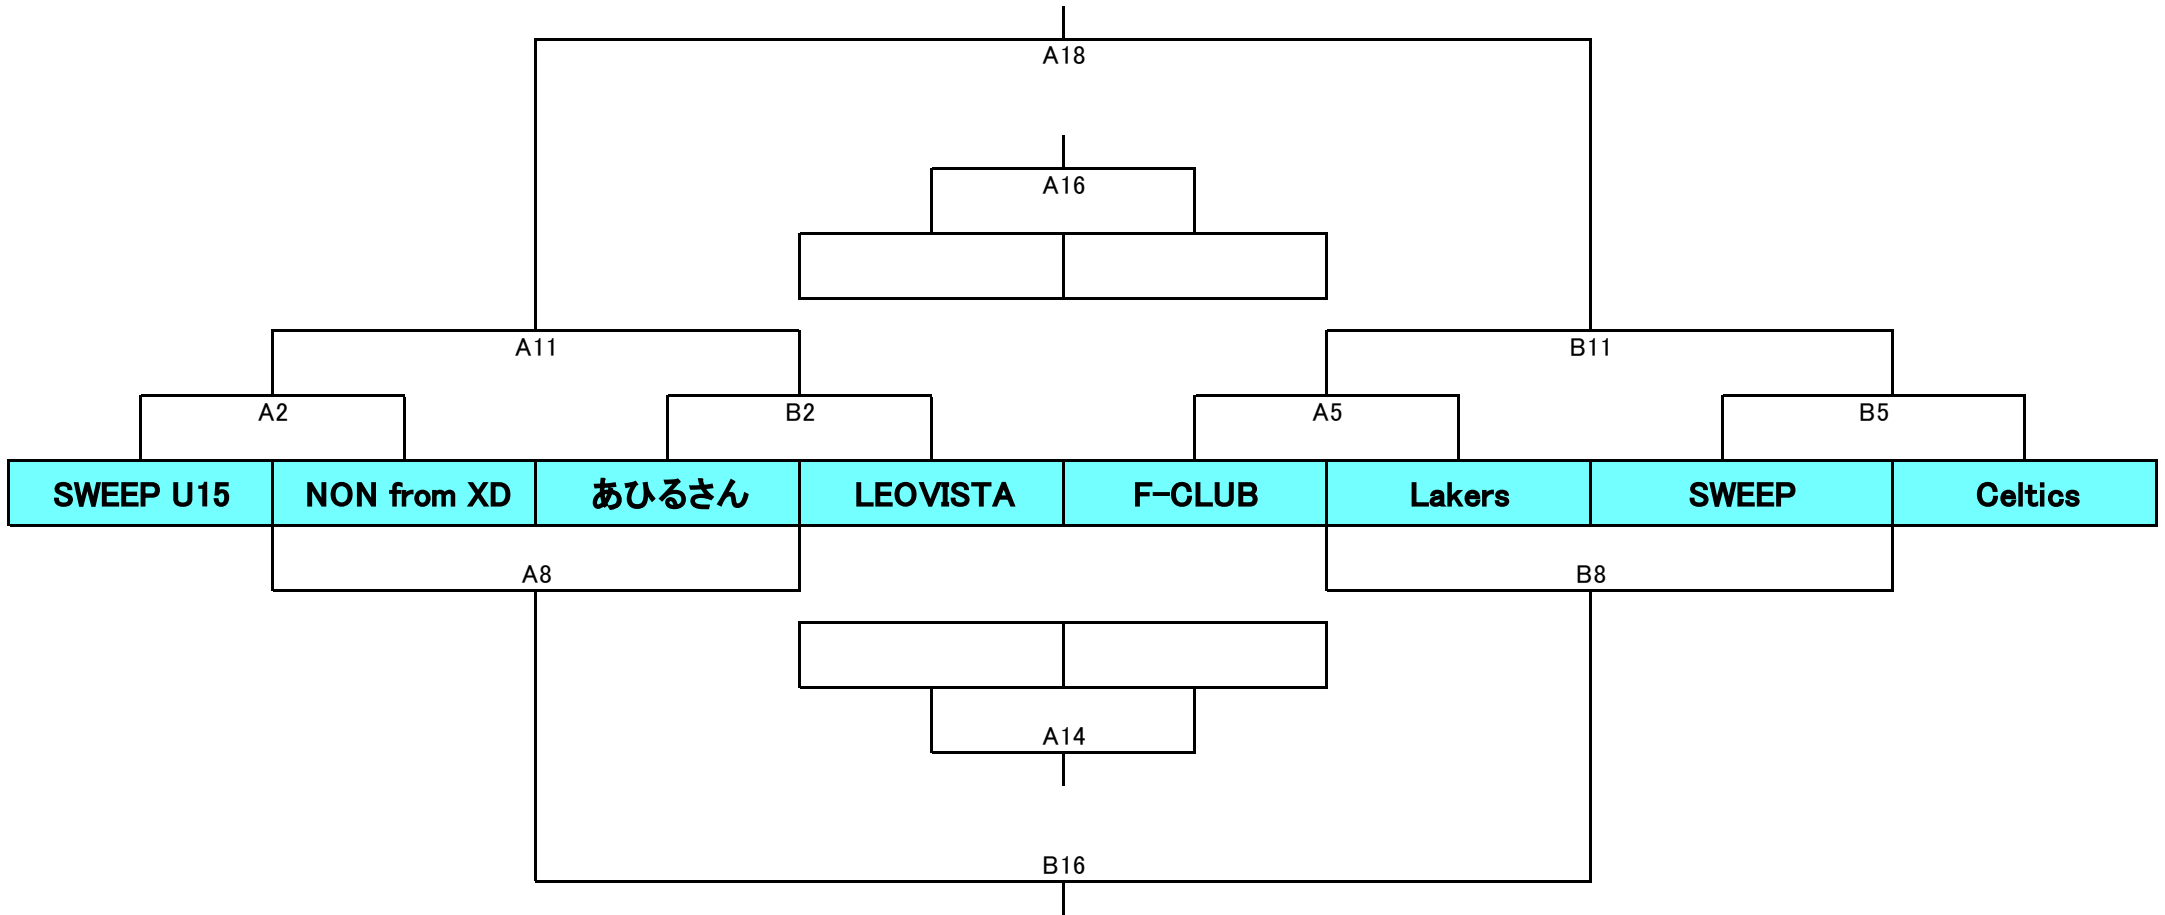 A18
A16
A11
B11
A2
B2
A5
B5
SWEEP U15
NON from XD
あひるさん
LEOVISTA
F-CLUB
Lakers
SWEEP
Celtics
A8
B8
A14
B16